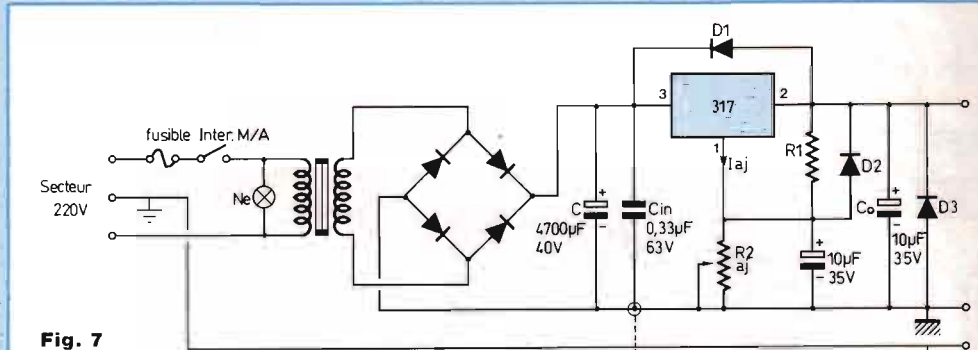 fusible Inter. M/A
Secteur
220V
Ne
C
4700µF
40V
Cin
0,33µF
63V
D1
3
317
2
1
Iaj
R1
D2
R2
aj
10µF
35V
Co
10µF
35V
D3
Fig. 7